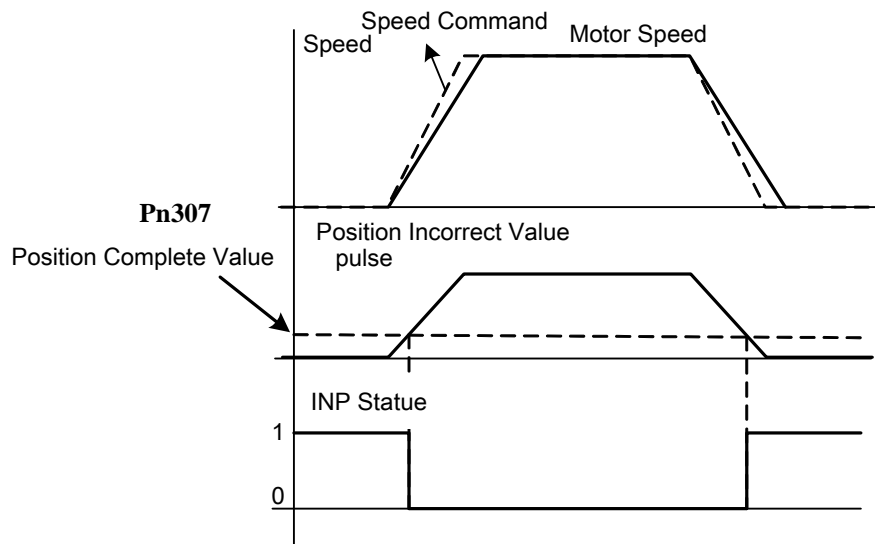 Speed Command
Speed
Motor Speed
Pn307
Position Complete Value
Position Incorrect Value
pulse
INP Statue
1
0